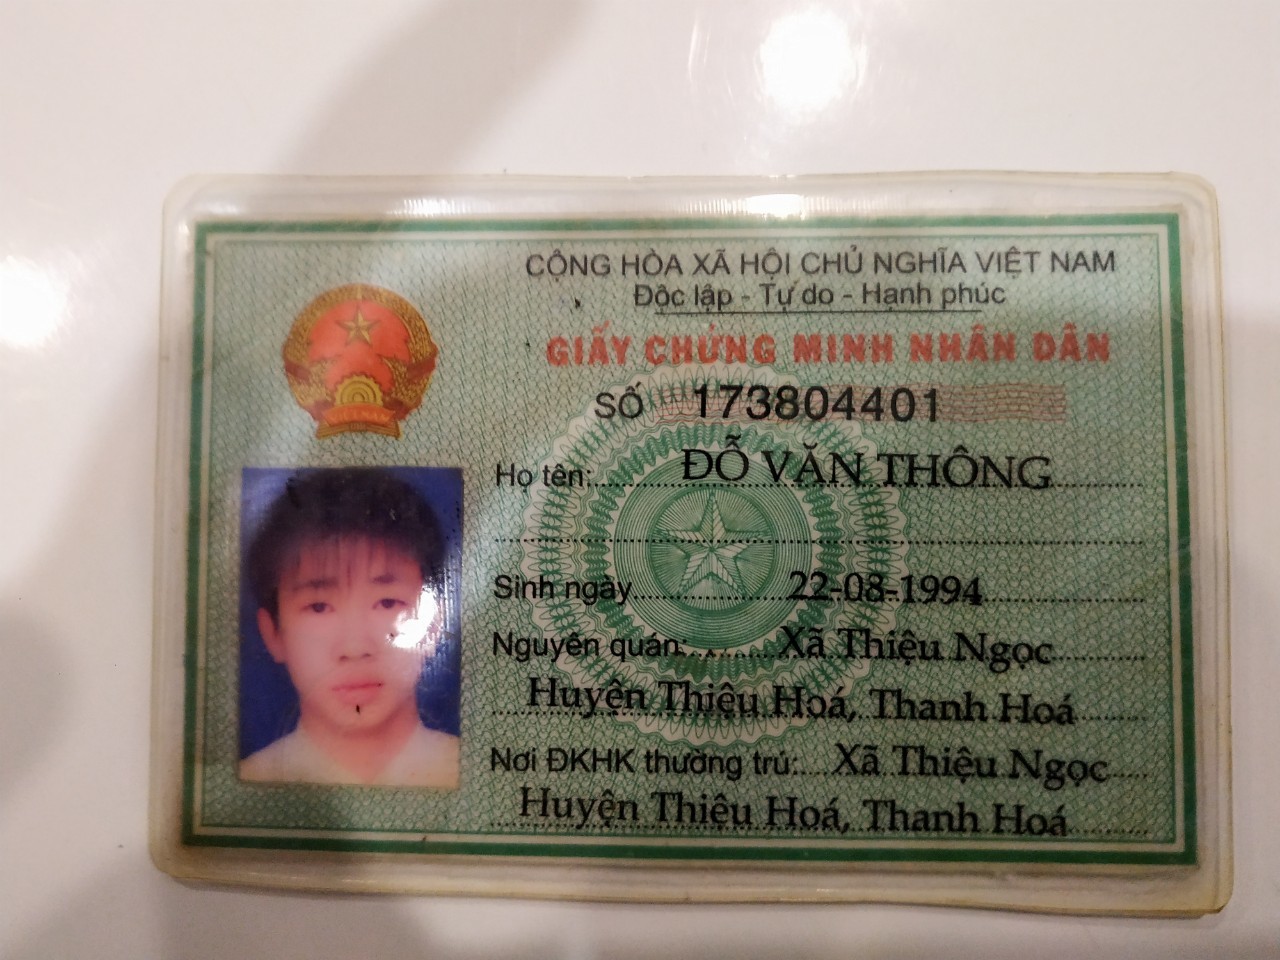 CỘNG HÒA XÃ HỘI CHỦ NGHĨA VIỆT NAM
Độc lập - Tự do - Hạnh phúc
GIẤY CHỨNG MINH NHÂN DÂN
SỐ 173804401
Họ tên: ĐỖ VĂN THÔNG
Sinh ngày 22-08-1994
Nguyên quán: Xã Thiệu Ngọc
Huyện Thiệu Hoá, Thanh Hoá
Nơi ĐKHK thường trú: Xã Thiệu Ngọc
Huyện Thiệu Hoá, Thanh Hoá